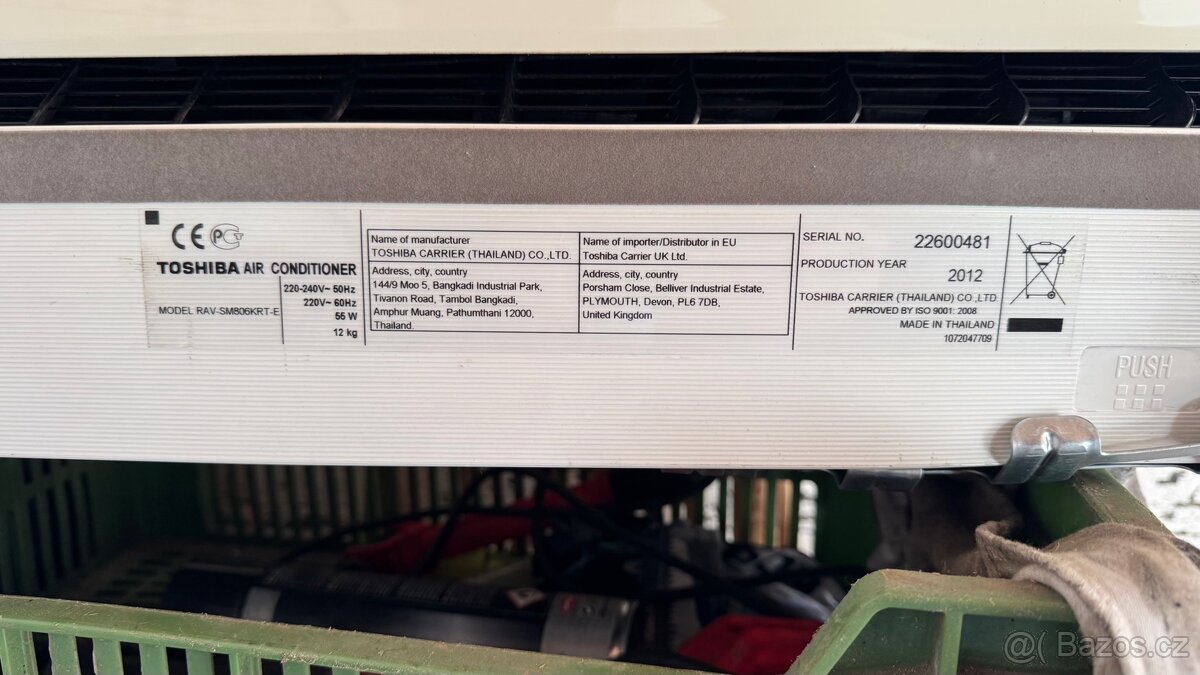 CE PCT
TOSHIBA AIR CONDITIONER
MODEL RAV-SM806KRT-E
220-240V~ 50Hz
220V~ 60Hz
55 W
12 kg
Name of manufacturer
TOSHIBA CARRIER (THAILAND) CO.,LTD.
Address, city, country
144/9 Moo 5, Bangkadi Industrial Park,
Tivanon Road, Tambol Bangkadi,
Amphur Muang, Pathumthani 12000,
Thailand.
Name of importer/Distributor in EU
Toshiba Carrier UK Ltd.
Address, city, country
Porsham Close, Belliver Industrial Estate,
PLYMOUTH, Devon, PL6 7DB,
United Kingdom
SERIAL NO. 22600481
PRODUCTION YEAR 2012
TOSHIBA CARRIER (THAILAND) CO.,LTD.
APPROVED BY ISO 9001: 2008
MADE IN THAILAND
1072047709
PUSH
Bazos.cz